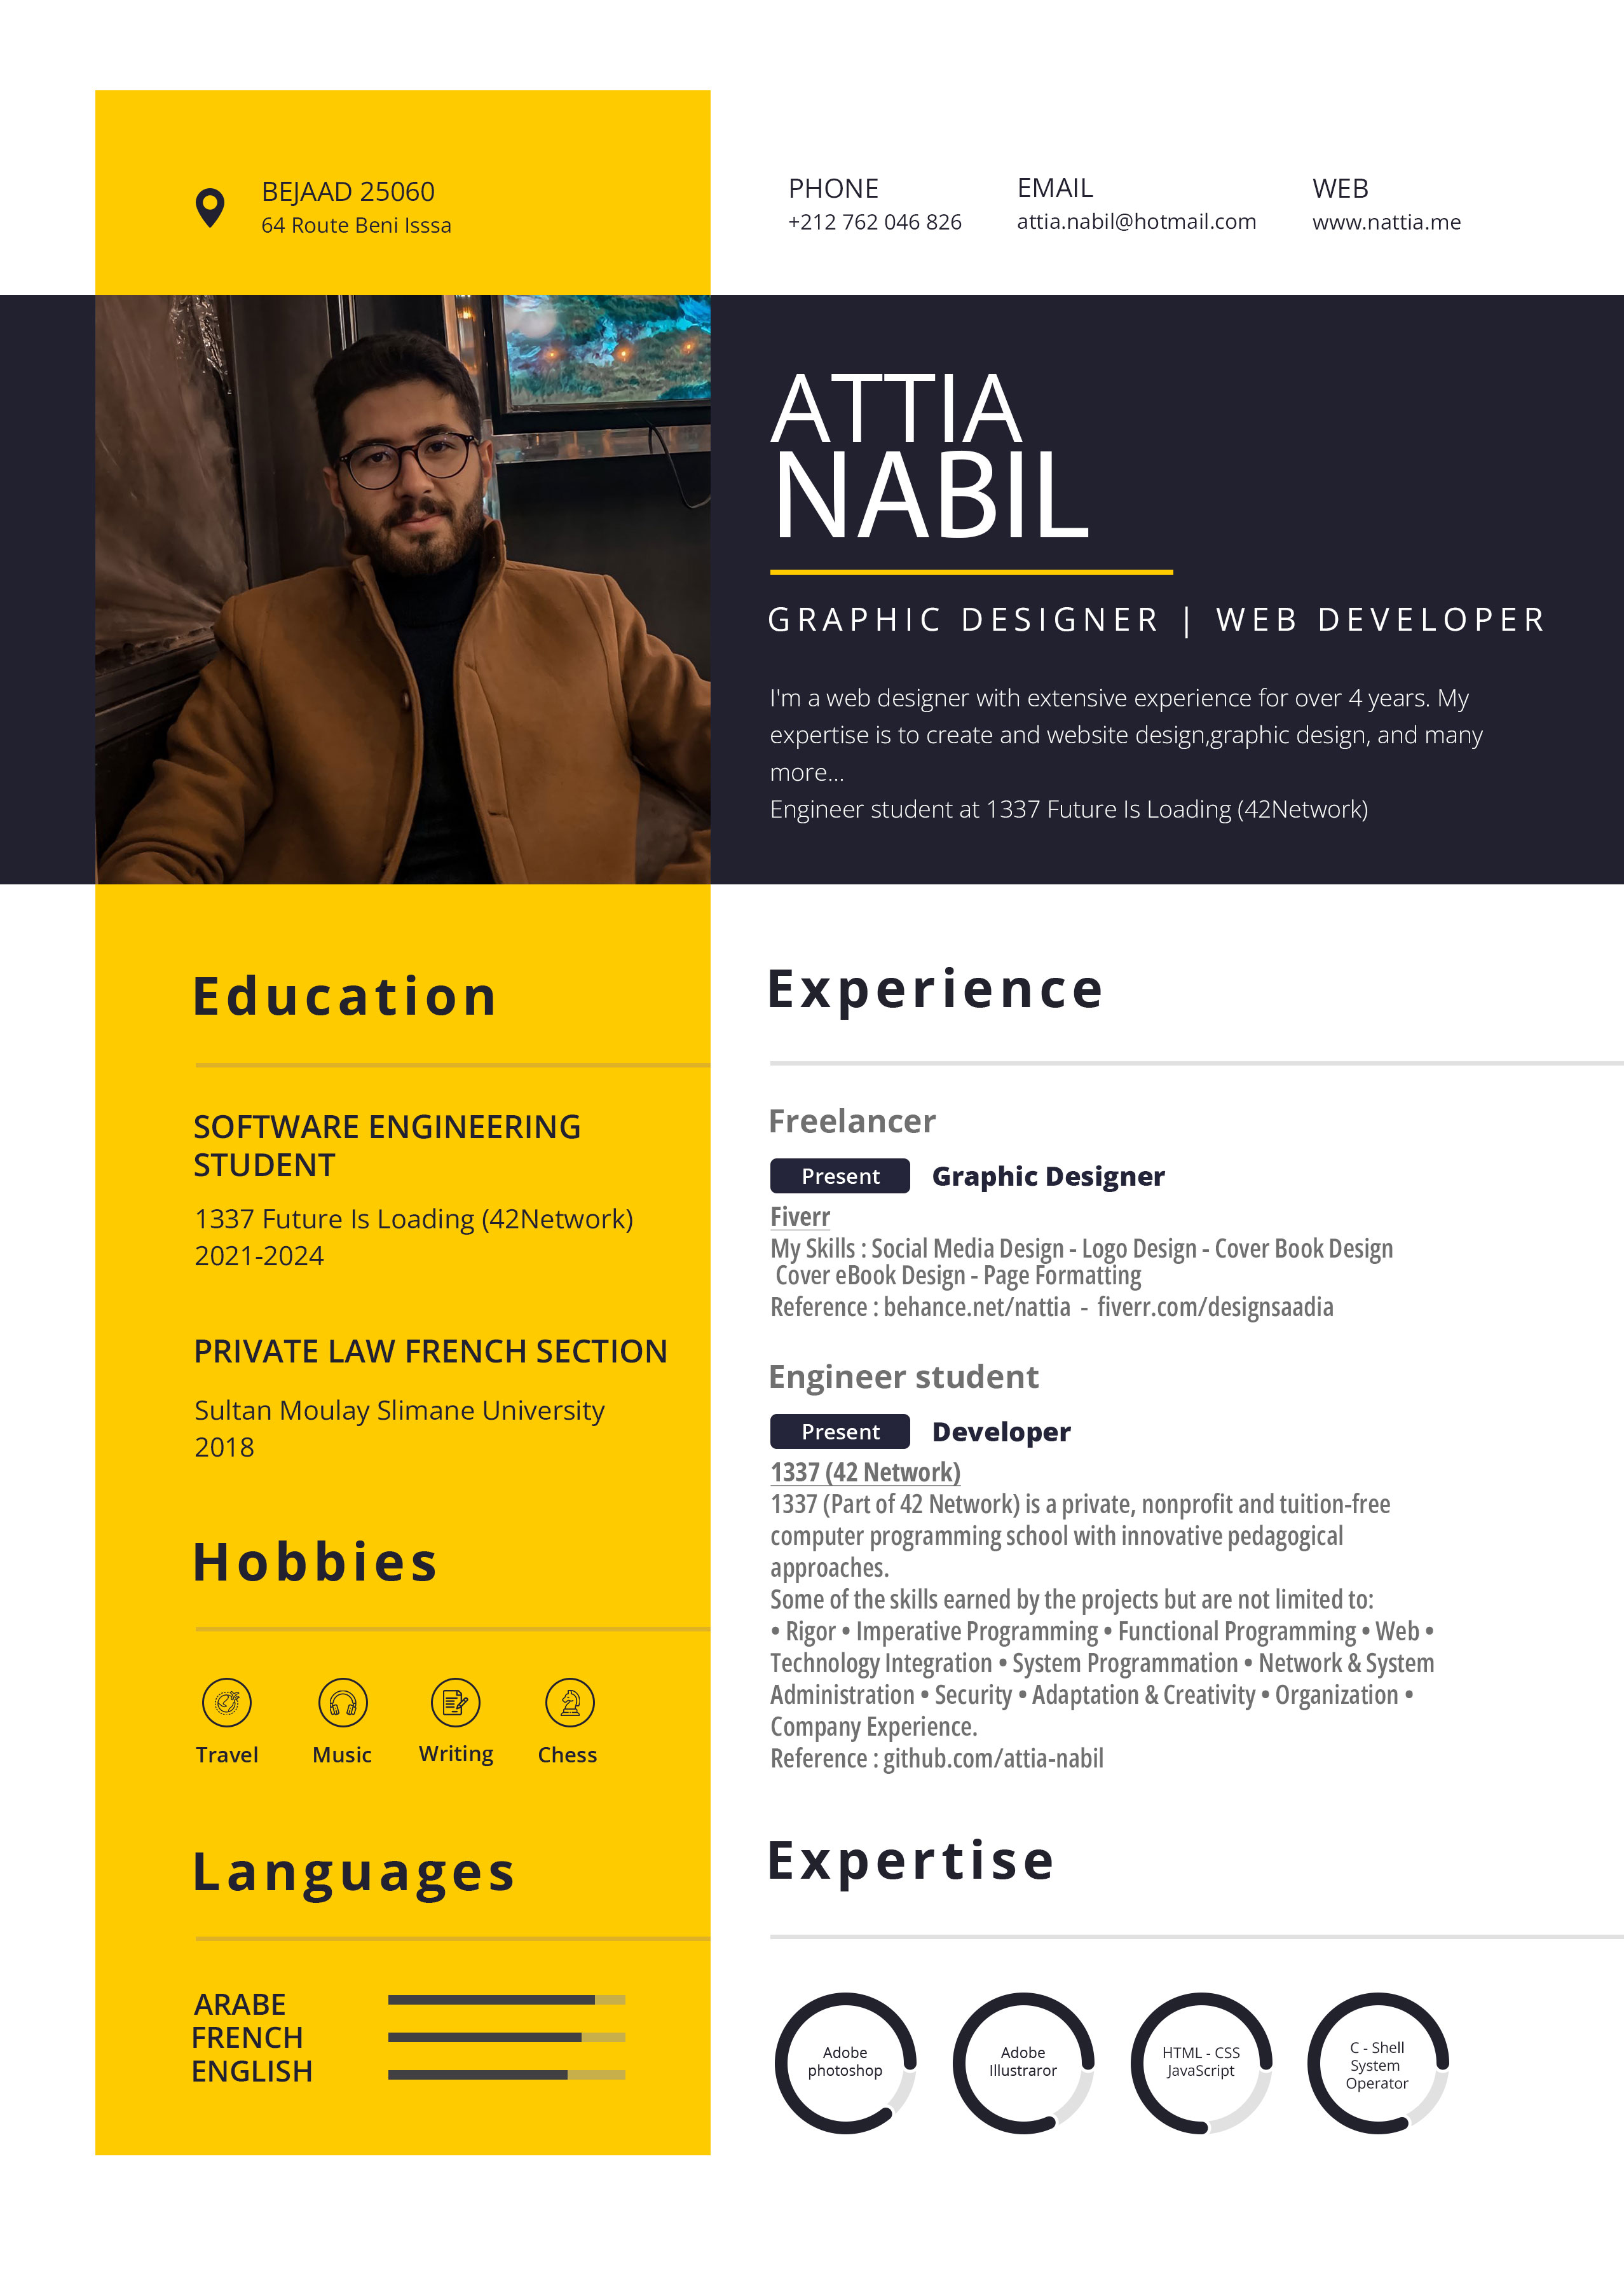 BEJAAD 25060
64 Route Beni Isssa
PHONE
+212 762 046 826
EMAIL
attia.nabil@hotmail.com
WEB
www.nattia.me
ATTIA
NABIL
GRAPHIC DESIGNER | WEB DEVELOPER
I'm a web designer with extensive experience for over 4 years. My
expertise is to create and website design,graphic design, and many
more...
Engineer student at 1337 Future Is Loading (42Network)
Education
SOFTWARE ENGINEERING
STUDENT
1337 Future Is Loading (42Network)
2021-2024
PRIVATE LAW FRENCH SECTION
Sultan Moulay Slimane University
2018
Hobbies
Travel
Music
Writing
Chess
Languages
ARABE
FRENCH
ENGLISH
Experience
Freelancer
Present
Graphic Designer
Fiverr
My Skills : Social Media Design - Logo Design - Cover Book Design
Cover eBook Design - Page Formatting
Reference : behance.net/nattia - fiverr.com/designsaadia
Engineer student
Present
Developer
1337 (42 Network)
1337 (Part of 42 Network) is a private, nonprofit and tuition-free
computer programming school with innovative pedagogical
approaches.
Some of the skills earned by the projects but are not limited to:
• Rigor • Imperative Programming • Functional Programming • Web •
Technology Integration • System Programmation • Network & System
Administration • Security • Adaptation & Creativity • Organization •
Company Experience.
Reference : github.com/attia-nabil
Expertise
Adobe
photoshop
Adobe
Illustraror
HTML - CSS
JavaScript
C - Shell
System
Operator